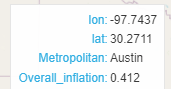 lon: -97.7437
lat: 30.2711
Metropolitan: Austin
Overall_inflation: 0.412